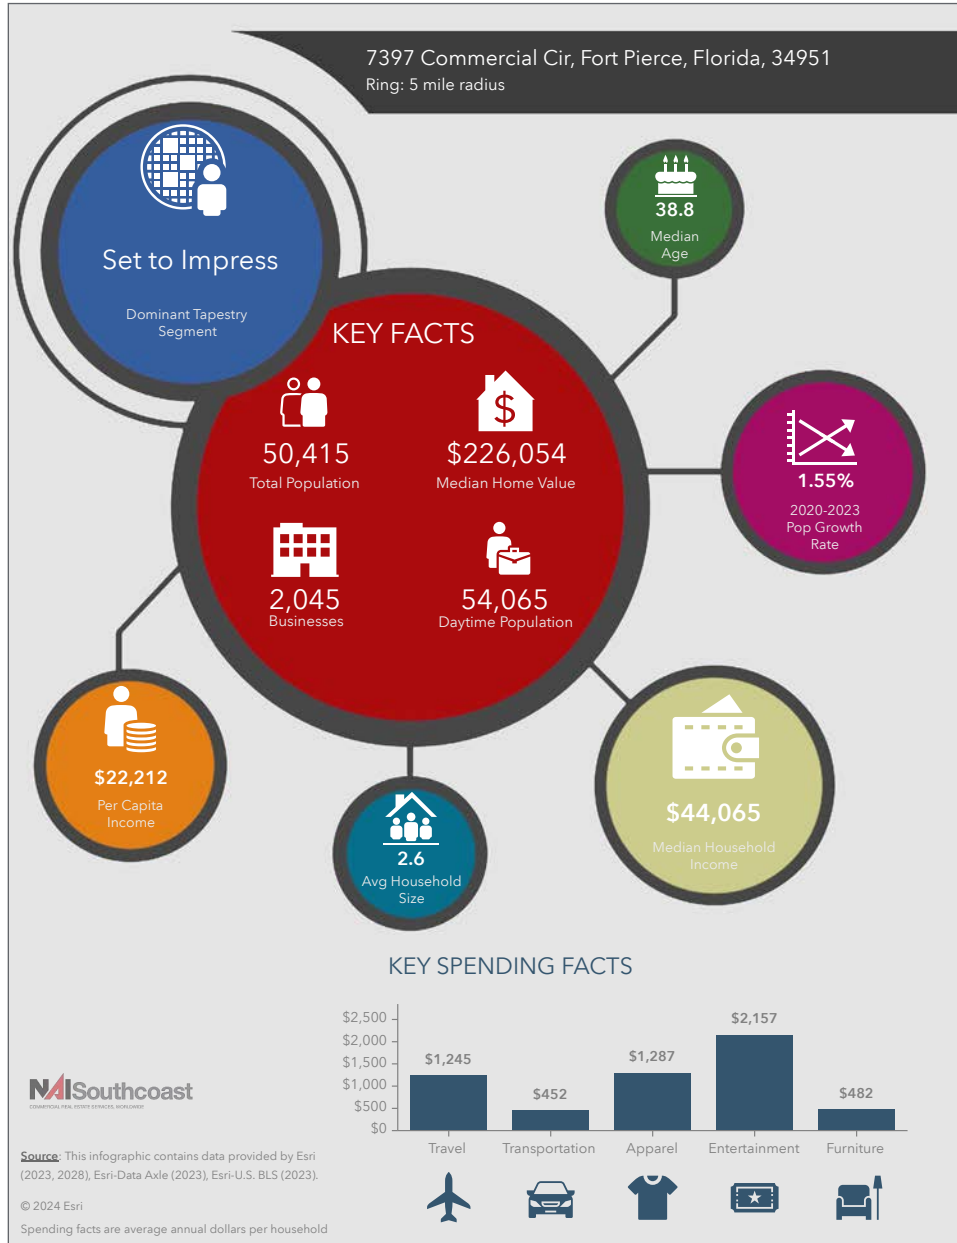 7397 Commercial Cir, Fort Pierce, Florida, 34951
Ring: 5 mile radius
Set to Impress
Dominant Tapestry
Segment
38.8
Median
Age
KEY FACTS
50,415
Total Population
$226,054
Median Home Value
2,045
Businesses
54,065
Daytime Population
1.55%
2020-2023
Pop Growth
Rate
$22,212
Per Capita
Income
2.6
Avg Household
Size
$44,065
Median Household
Income
KEY SPENDING FACTS
$2,500
$2,000
$1,500
$1,000
$500
$0
$1,245
$452
$1,287
$2,157
$482
Travel
Transportation
Apparel
Entertainment
Furniture
NAISouthcoast
COMMERCIAL REAL ESTATE SERVICES, WORLDWIDE
Source: This infographic contains data provided by Esri
(2023, 2028), Esri-Data Axle (2023), Esri-U.S. BLS (2023).
© 2024 Esri
Spending facts are average annual dollars per household